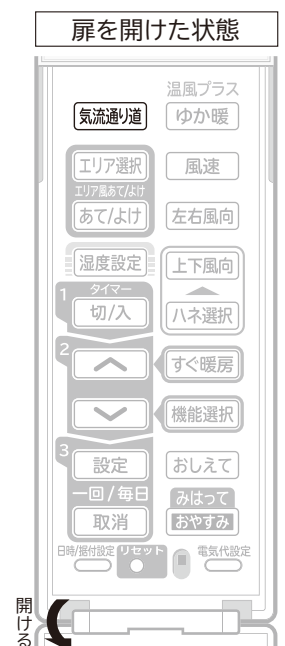 扉を開けた状態
温風プラス
気流通り道 ゆか暖
エリア選択 風速
エリア風あて/よけ
あて/よけ 左右風向
湿度設定 上下風向
1 タイマー
切/入 ハネ選択
2
すぐ暖房
機能選択
3
設定 おしえて
一回/毎日 みはって
取消 おやすみ
日時/据付設定 リセット 電気代設定
開ける